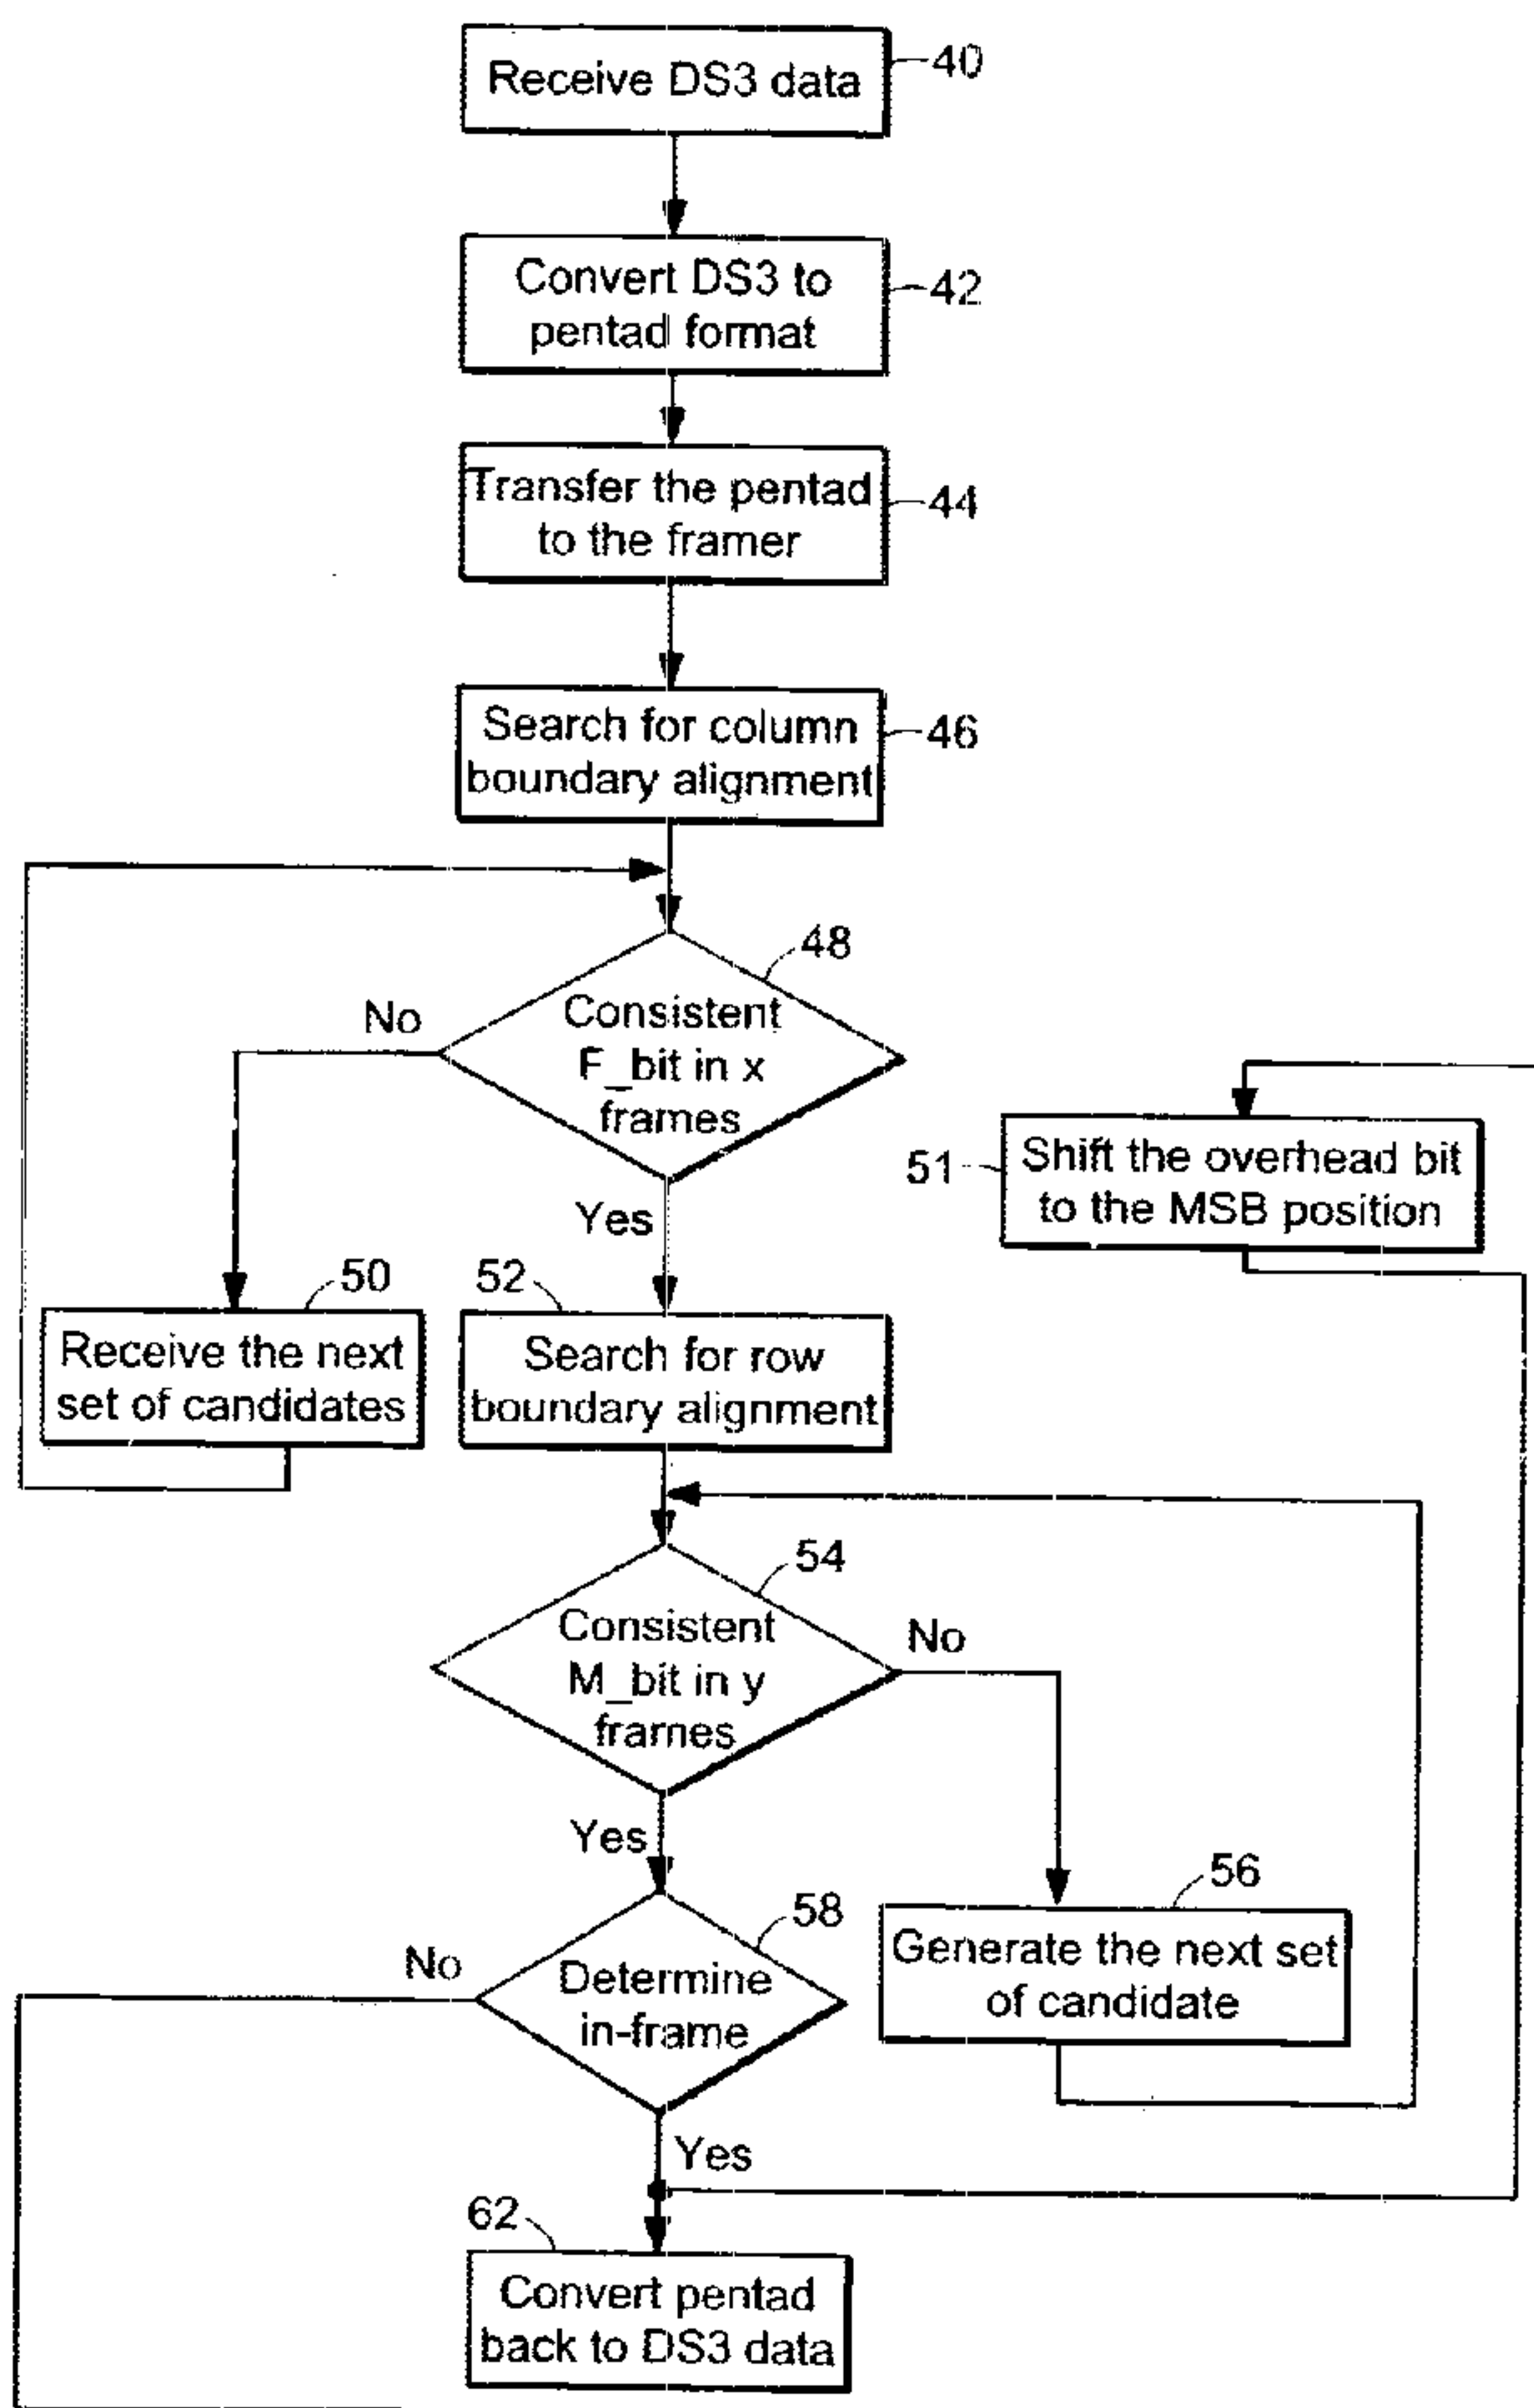 Receive DS3 data
40
Convert DS3 to
pentad format
42
Transfer the pentad
to the framer
44
Search for column
boundary alignment
46
48
Consistent
F_bit in x
frames
No
Yes
51
Shift the overhead bit
to the MSB position
50
Receive the next
set of candidates
52
Search for row
boundary alignment
54
Consistent
M_bit in y
frames
No
Yes
56
Generate the next set
of candidate
58
Determine
in-frame
No
Yes
62
Convert pentad
back to DS3 data